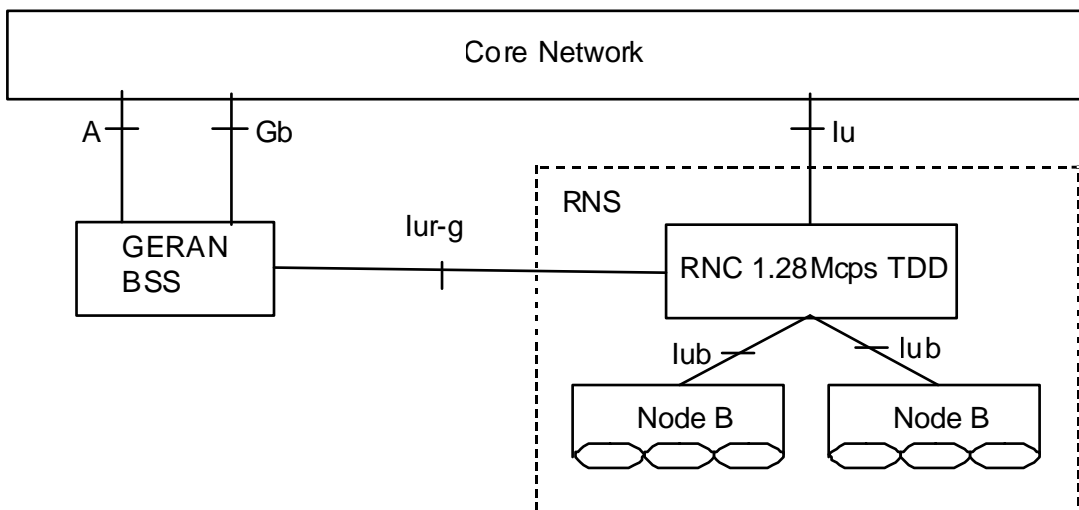 Core Network
A
Gb
Iu
RNS
Iur-g
GERAN
BSS
RNC 1.28Mcps TDD
Iub
Iub
Node B
Node B